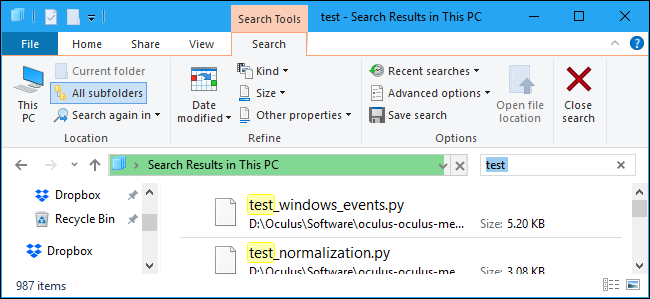 Search Tools
test - Search Results in This PC
File Home Share View Search
This PC
Current folder
All subfolders
Search again in
Location
Date modified
Kind
Size
Other properties
Refine
Recent searches
Advanced options
Save search
Open file location
Options
Close search
Search Results in This PC
test
Dropbox
Recycle Bin
Dropbox
test_windows_events.py
D:\Oculus\Software\oculus-oculus-me... Size: 5.20 KB
test_normalization.py
D:\Oculus\Software\oculus-oculus-me... Size: 3.08 KB
987 items